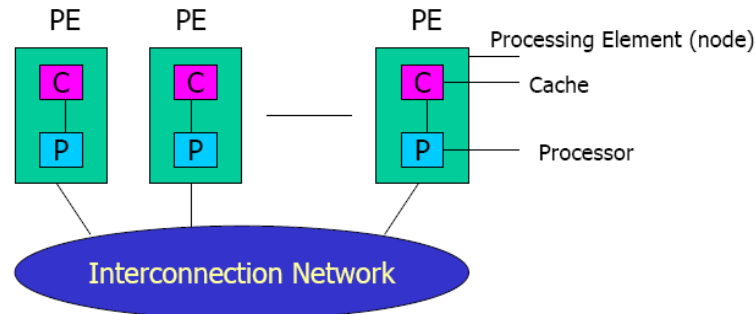 PE
PE
PE
Processing Element (node)
C
C
C
Cache
P
P
P
Processor
Interconnection Network